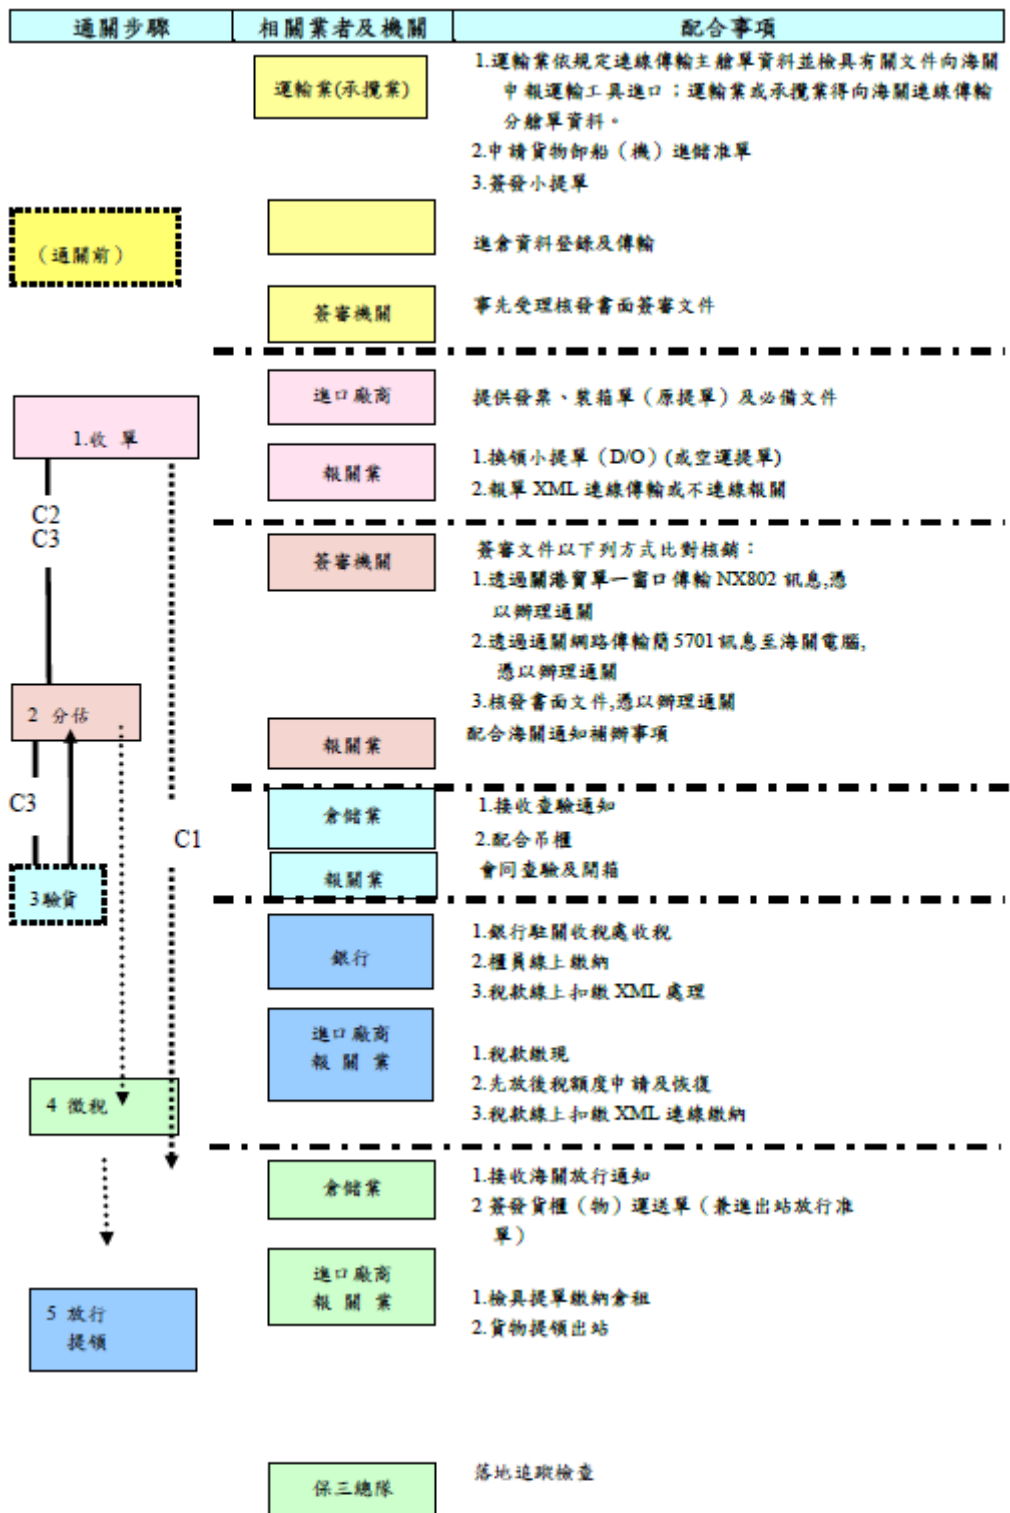 通關步驟
相關業者及機關
配合事項
運輸業(承攬業)
1.運輸業依規定連線傳輸主艙單資料並檢具有關文件向海關
申報運輸工具進口；運輸業或承攬業得向海關連線傳輸
分艙單資料。
2.申請貨物卸船（機）進儲准單
3.簽發小提單
（通關前）
進倉資料登錄及傳輸
簽審機關
事先受理核發書面簽審文件
進口廠商
提供發票、裝箱單（原提單）及必備文件
1.收 單
報關業
1.換領小提單（D/O）(或空運提單)
2.報單 XML 連線傳輸或不連線報關
C2
C3
簽審機關
簽審文件以下列方式比對核銷：
1.透過關港貿單一窗口傳輸 NX802 訊息,憑
以辦理通關
2.透過通關網路傳輸簡 5701 訊息至海關電腦,
憑以辦理通關
3.核發書面文件,憑以辦理通關
2 分估
報關業
配合海關通知補辦事項
C3
C1
倉儲業
1.接收查驗通知
2.配合吊櫃
報關業
會同查驗及開箱
3 驗貨
銀行
1.銀行駐關收稅處收稅
2.櫃員線上繳納
3.稅款線上扣繳 XML 處理
進口廠商
報 關 業
1.稅款繳現
2.先放後稅額度申請及恢復
3.稅款線上扣繳 XML 連線繳納
4 徵稅
倉儲業
1.接收海關放行通知
2 簽發貨櫃（物）運送單（兼進出站放行准
單）
進口廠商
報 關 業
1.檢具提單繳納倉租
2.貨物提領出站
5 放行
提領
保三總隊
落地追蹤檢查